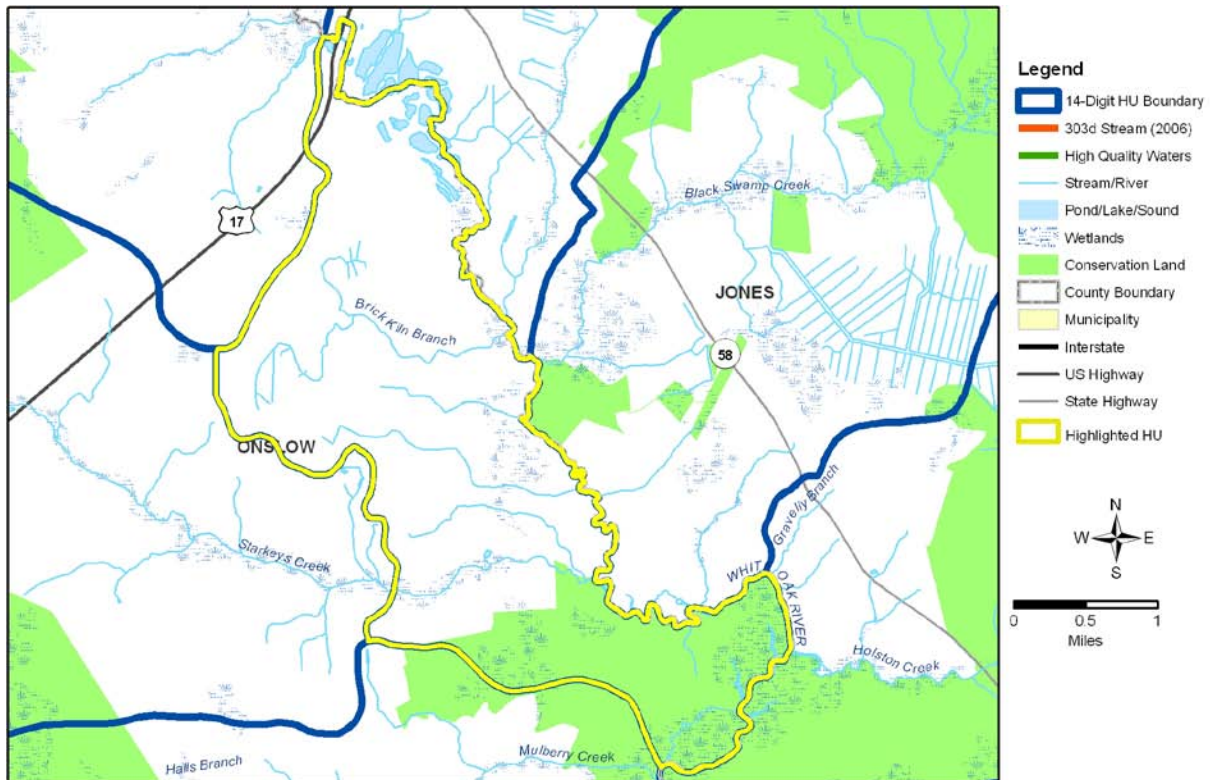 17
Black Swamp Creek
JONES
Brick Kiln Branch
58
ONSLOW
Gravelly Branch
Starkeys Creek
WHIT
OAK RIVER
Holston Creek
Mulberry Creek
Halls Branch
Legend
14-Digit HU Boundary
303d Stream (2006)
High Quality Waters
Stream/River
Pond/Lake/Sound
Wetlands
Conservation Land
County Boundary
Municipality
Interstate
US Highway
State Highway
Highlighted HU
N
W E
S
0 0.5 1
Miles